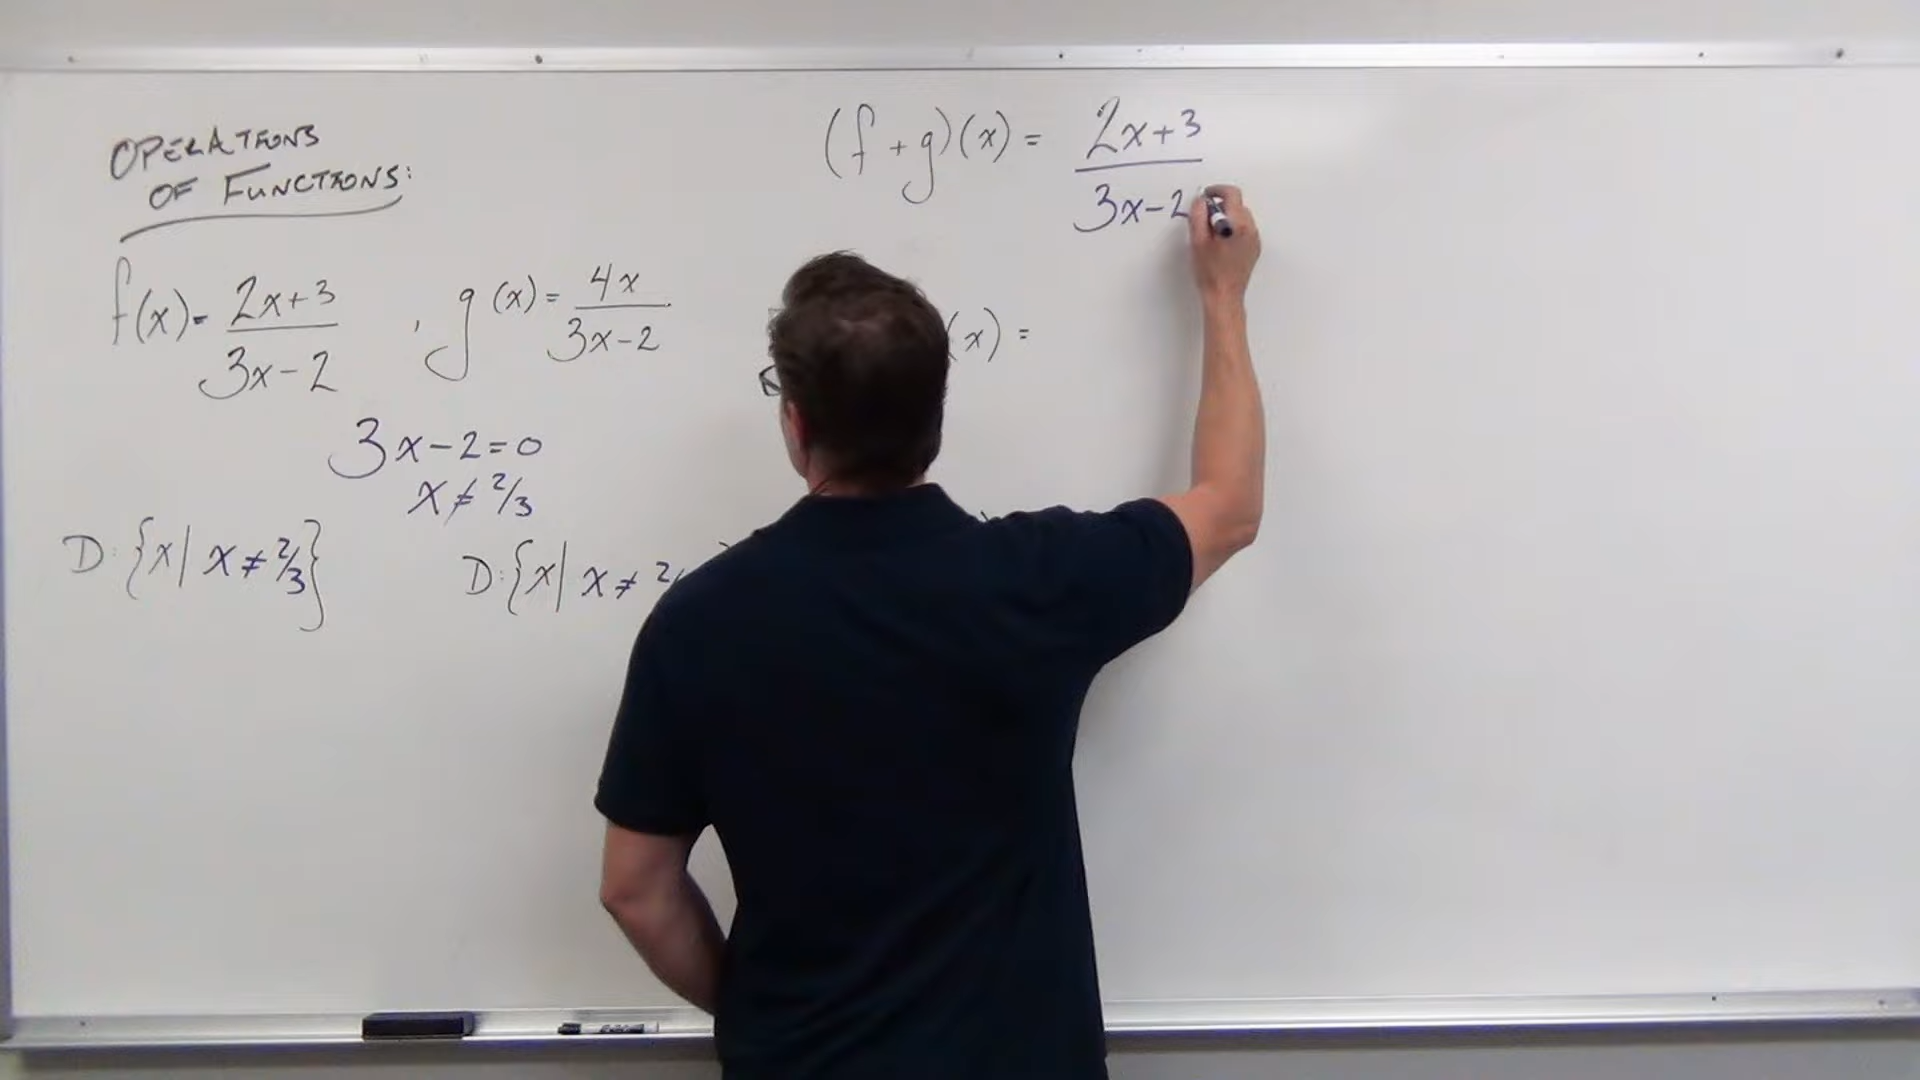 OPERATIONS
OF FUNCTIONS:
f(x) = 2x+3 / 3x-2 , g(x) = 4x / 3x-2
3x-2=0
x ≠ 2/3
D: {x| x ≠ 2/3}
D: {x| x ≠ 2/
(f+g)(x) = 2x+3 / 3x-2
(x) =